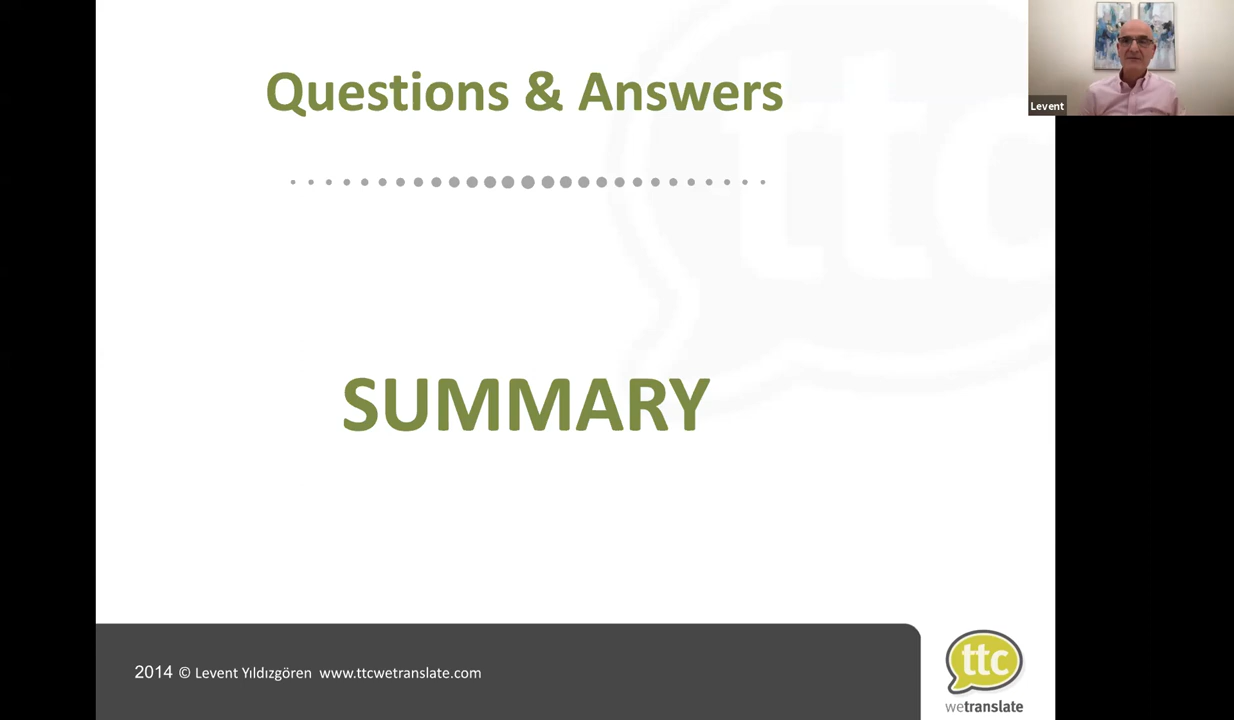 Questions & Answers
Levent
SUMMARY
2014 © Levent Yıldızgören www.ttcwetranslate.com
ttc
wetranslate